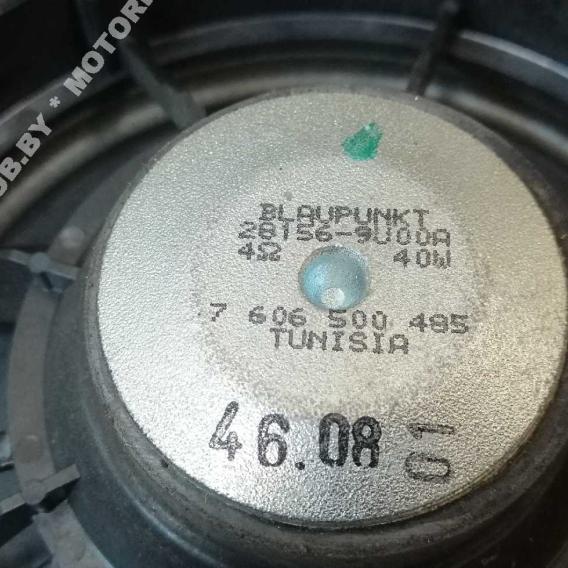 OB.BY * MOTOR
BLAUPUNKT
28156-9U00A
4Ω 40W
7 606 500 485
TUNISIA
46.08 01